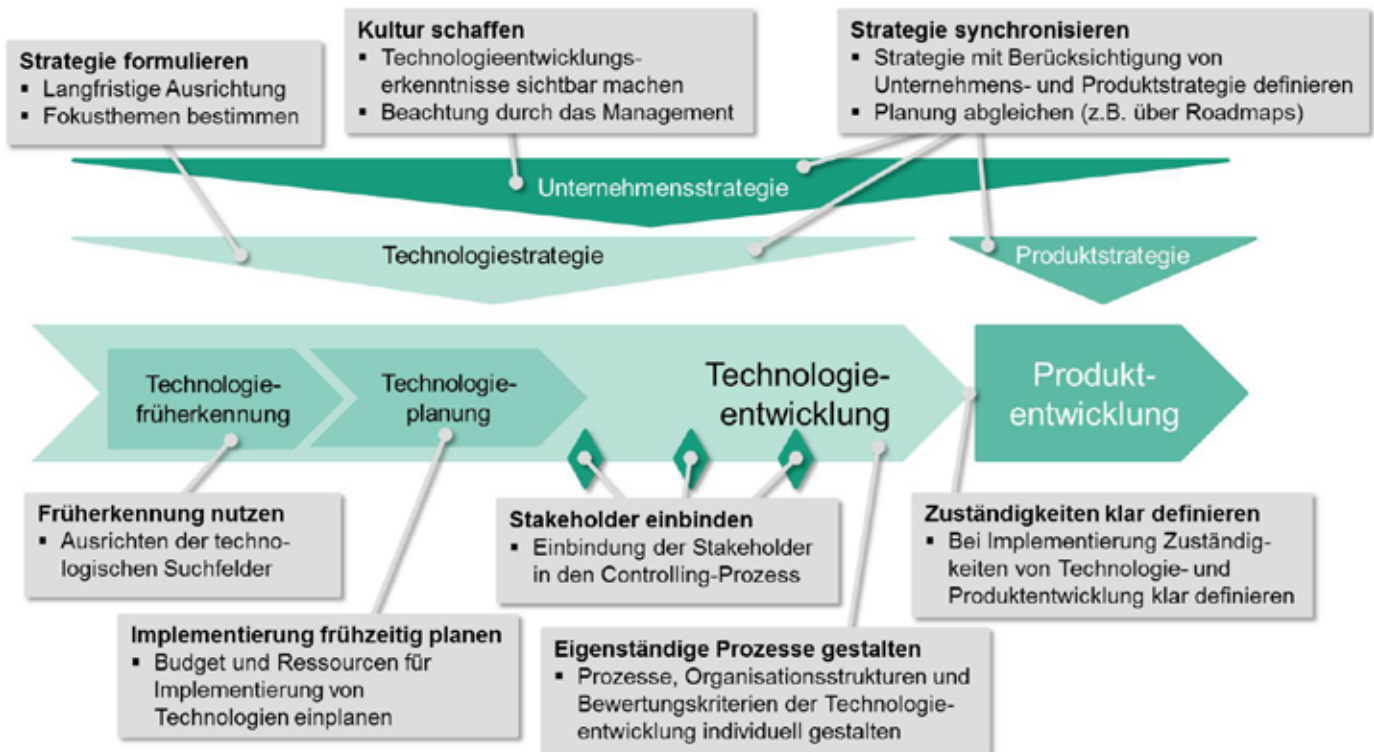 Strategie formulieren
▪ Langfristige Ausrichtung
▪ Fokusthemen bestimmen
Kultur schaffen
▪ Technologieentwicklungs-
erkenntnisse sichtbar machen
▪ Beachtung durch das Management
Strategie synchronisieren
▪ Strategie mit Berücksichtigung von
Unternehmens- und Produktstrategie definieren
▪ Planung abgleichen (z.B. über Roadmaps)
Unternehmensstrategie
Technologiestrategie
Produktstrategie
Technologie-
früherkennung
Technologie-
planung
Technologie-
entwicklung
Produkt-
entwicklung
Früherkennung nutzen
▪ Ausrichten der techno-
logischen Suchfelder
Stakeholder einbinden
▪ Einbindung der Stakeholder
in den Controlling-Prozess
Zuständigkeiten klar definieren
▪ Bei Implementierung Zuständig-
keiten von Technologie- und
Produktentwicklung klar definieren
Implementierung frühzeitig planen
▪ Budget und Ressourcen für
Implementierung von
Technologien einplanen
Eigenständige Prozesse gestalten
▪ Prozesse, Organisationsstrukturen und
Bewertungskriterien der Technologie-
entwicklung individuell gestalten